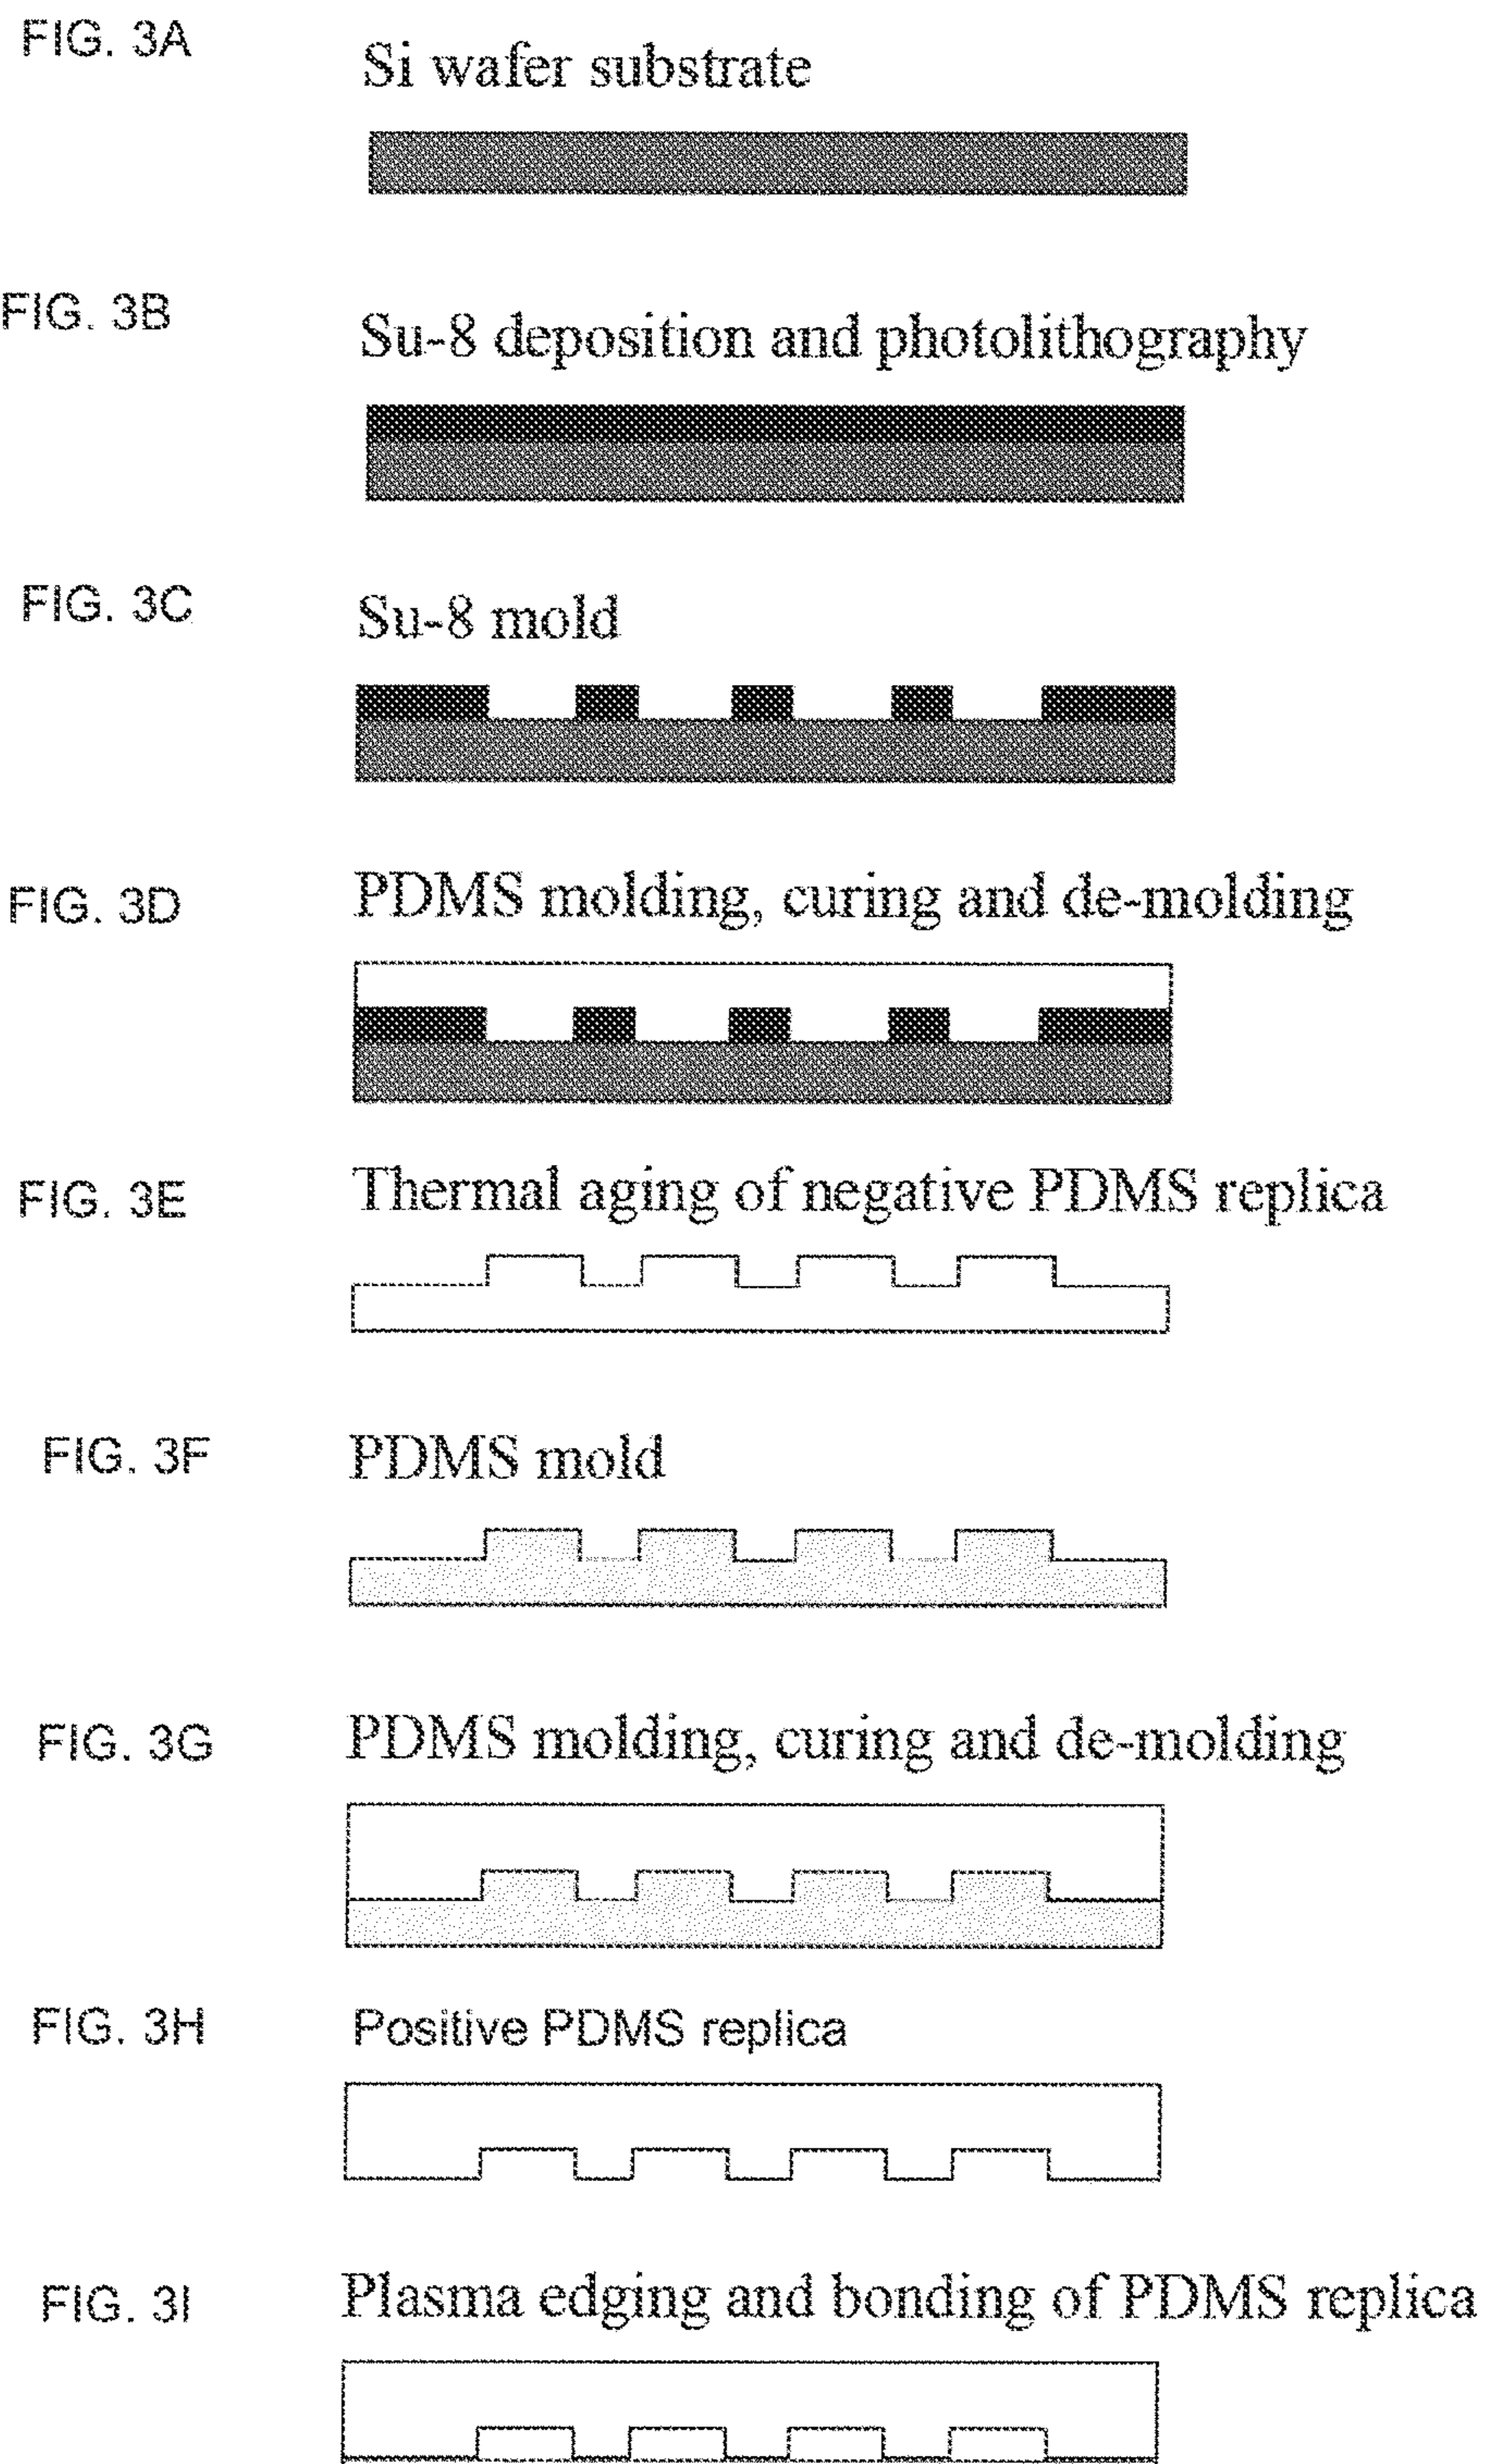 FIG. 3A
Si wafer substrate
FIG. 3B
Su-8 deposition and photolithography
FIG. 3C
Su-8 mold
FIG. 3D
PDMS molding, curing and de-molding
FIG. 3E
Thermal aging of negative PDMS replica
FIG. 3F
PDMS mold
FIG. 3G
PDMS molding, curing and de-molding
FIG. 3H
Positive PDMS replica
FIG. 3I
Plasma edging and bonding of PDMS replica